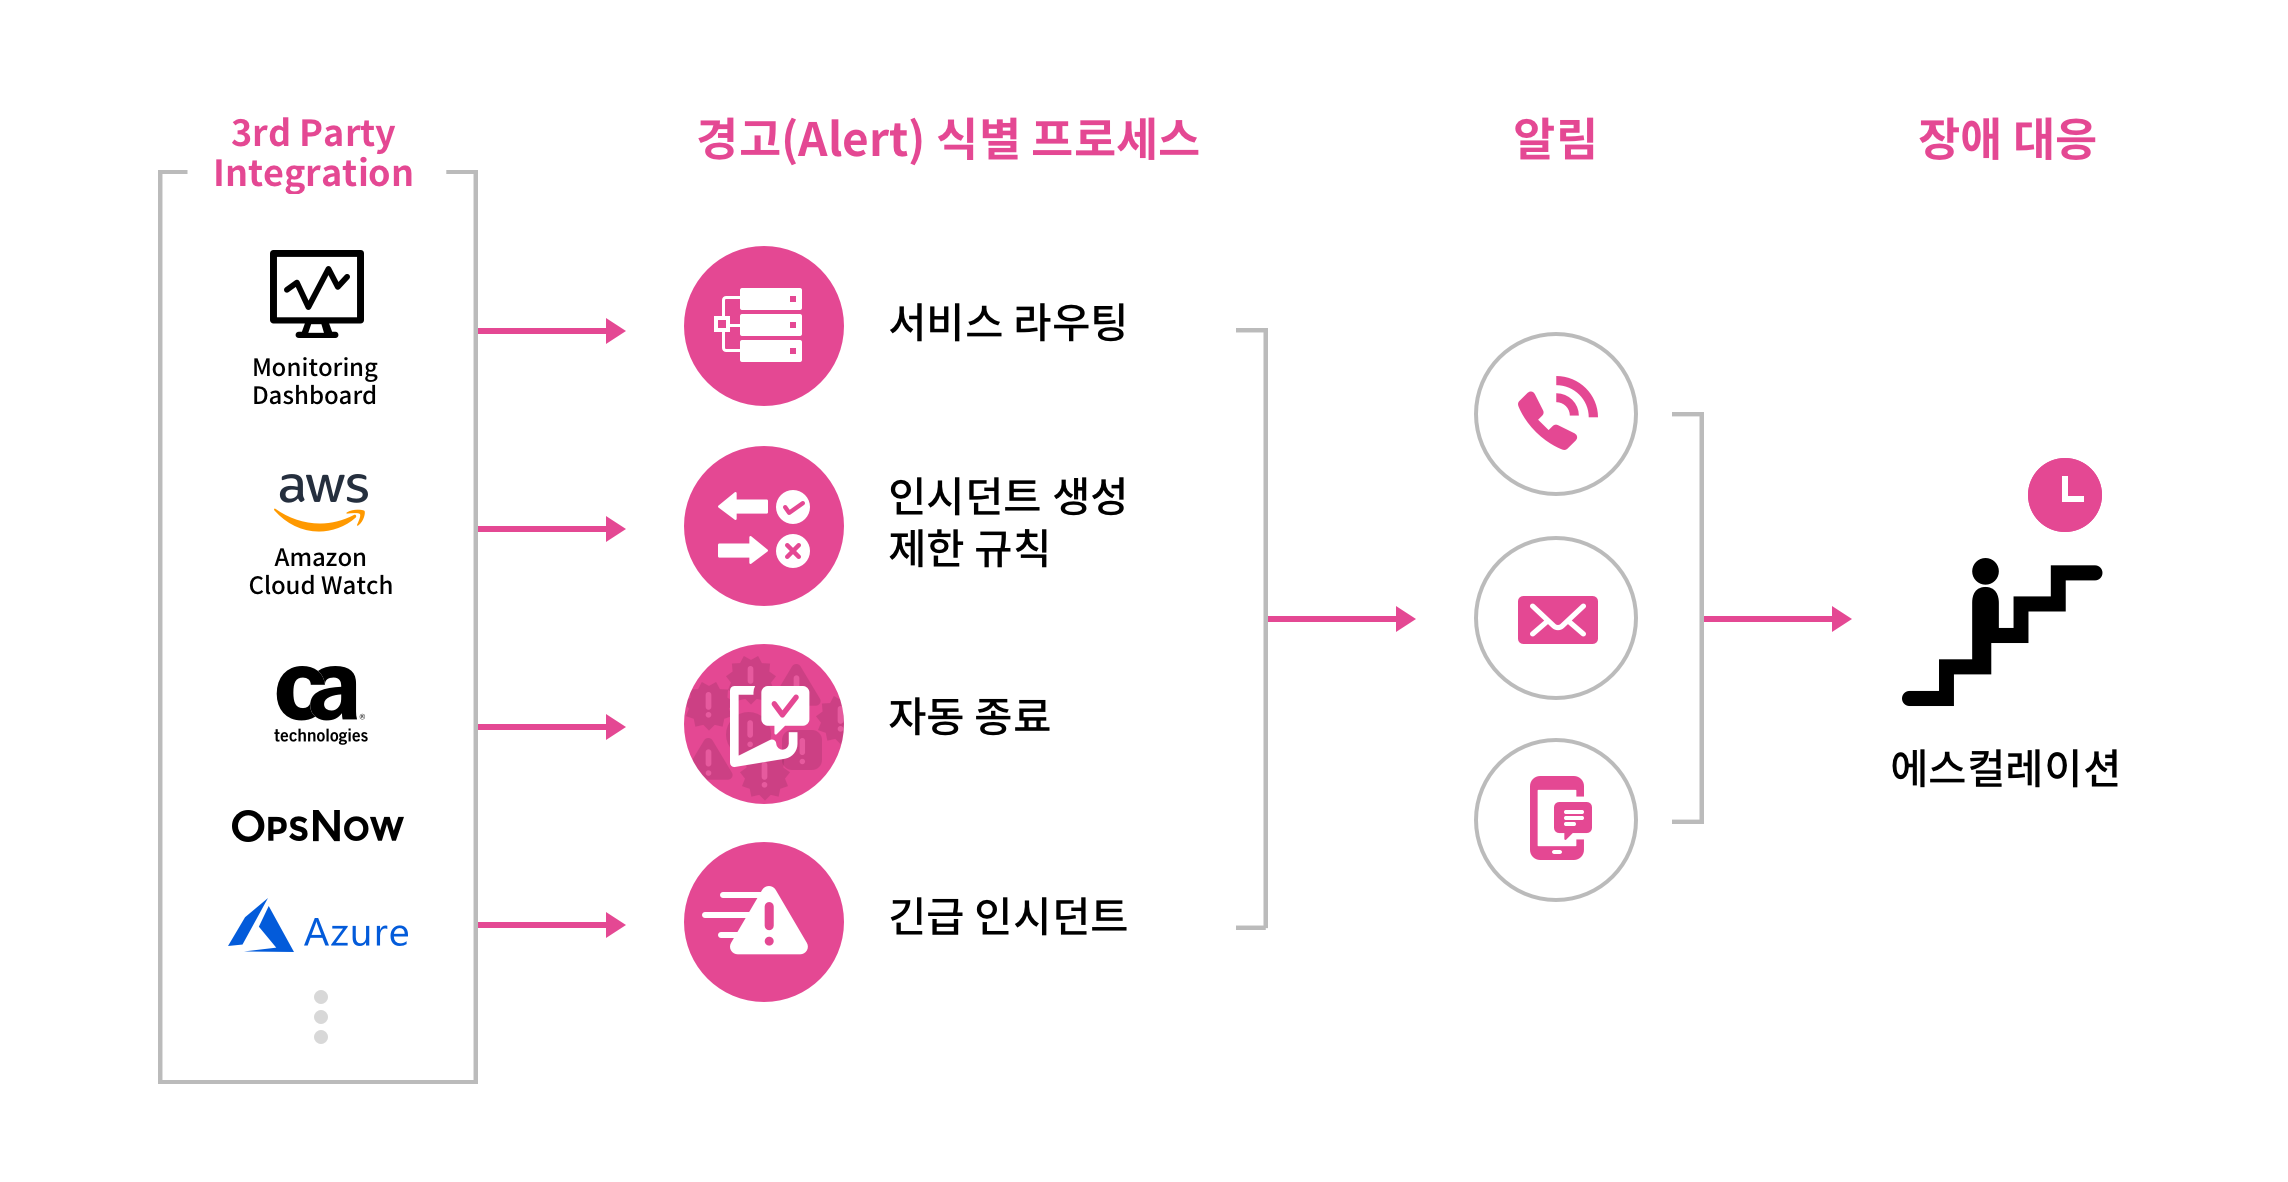 3rd Party
Integration
Monitoring
Dashboard
aws
Amazon
Cloud Watch
ca
technologies
OpsNow
Azure
경고(Alert) 식별 프로세스
서비스 라우팅
인시던트 생성
제한 규칙
자동 종료
긴급 인시던트
알림
장애 대응
에스컬레이션